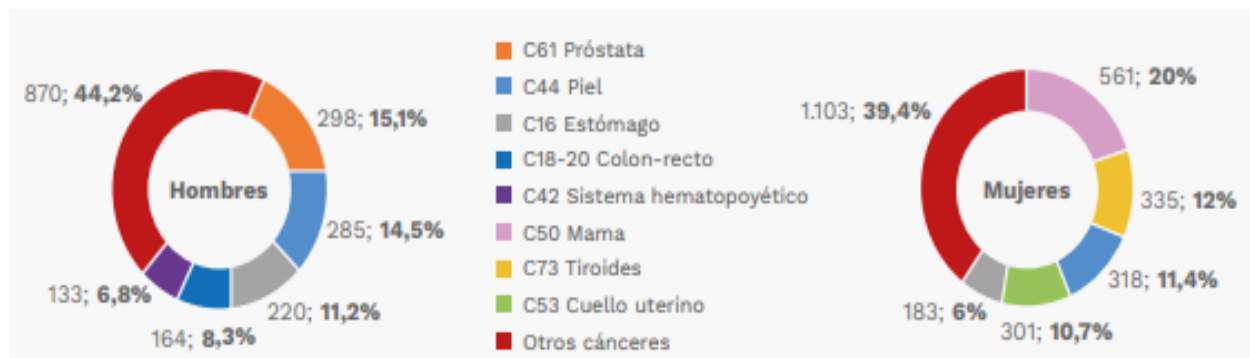 870; 44,2%
298; 15,1%
Hombres
285; 14,5%
133; 6,8%
220; 11,2%
164; 8,3%
C61 Próstata
C44 Piel
C16 Estómago
C18-20 Colon-recto
C42 Sistema hematopoyético
C50 Mama
C73 Tiroides
C53 Cuello uterino
Otros cánceres
561; 20%
1.103; 39,4%
Mujeres
335; 12%
318; 11,4%
183; 6%
301; 10,7%